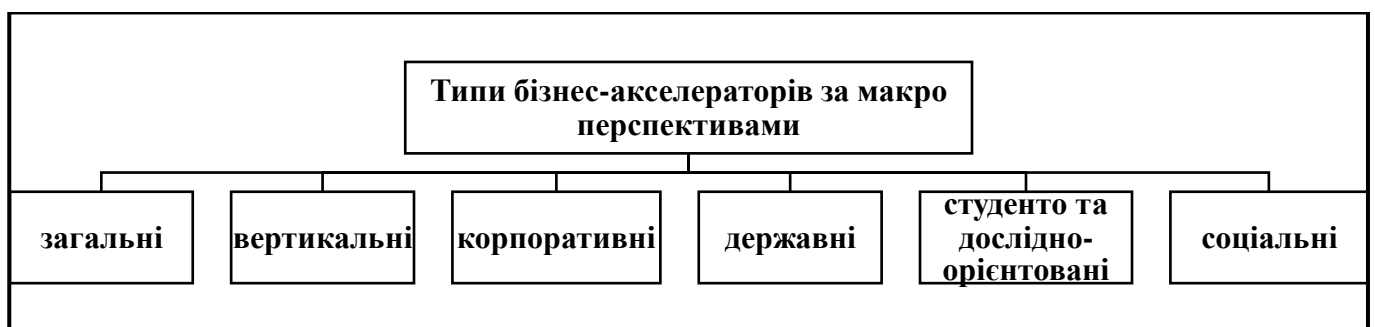 Типи бізнес-акселераторів за макро
перспективами
загальні
вертикальні
корпоративні
державні
студенто та
дослідно-
орієнтовані
соціальні